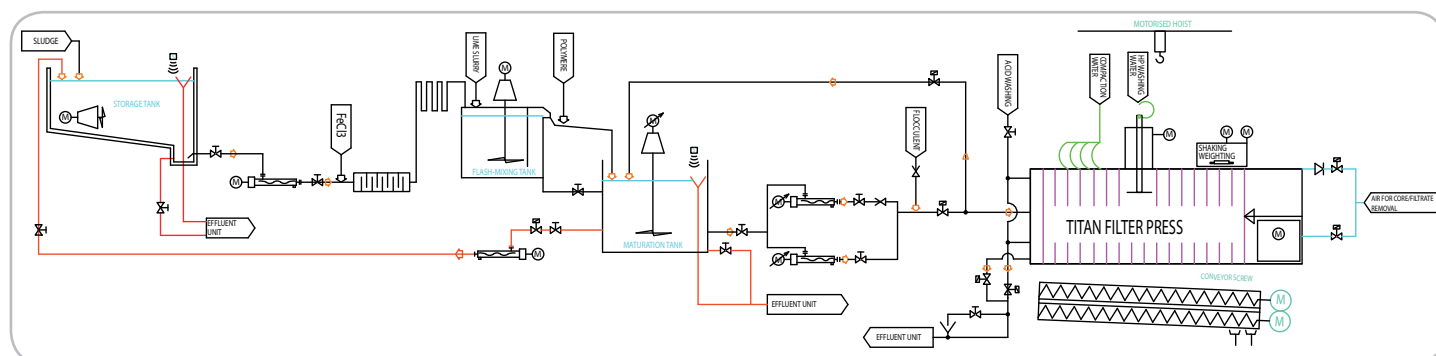 MOTORISED HOIST
SLUDGE
STORAGE TANK
M
EFFLUENT
UNIT
M
FeCl3
LIME SLURRY
M
POLYMERE
FLASH-MIXING TANK
M
MATURATION TANK
M
EFFLUENT UNIT
M
M
FLOCCULENT
ACID WASHING
COMPACTION
WATER
HP WASHING
WATER
M
M
M
SHAKING
WEIGHTING
TITAN FILTER PRESS
M
AIR FOR CORE/FILTRATE
REMOVAL
CONVEYOR SCREW
M
M
EFFLUENT UNIT